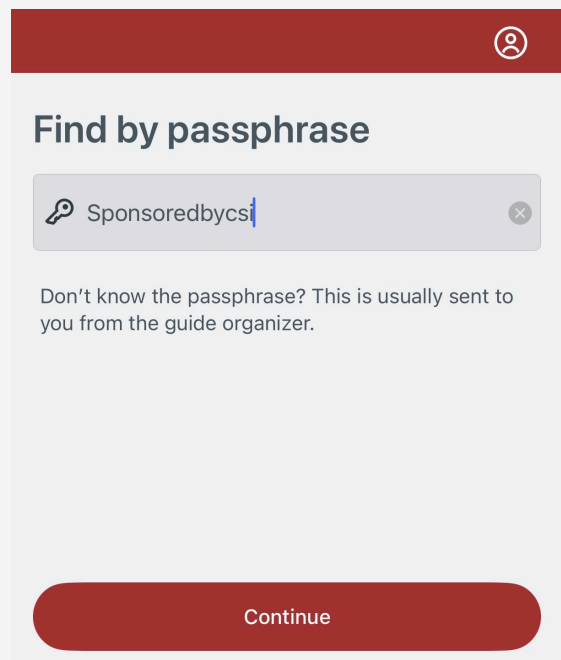 Find by passphrase
Sponsoredbycsi
Don't know the passphrase? This is usually sent to
you from the guide organizer.
Continue